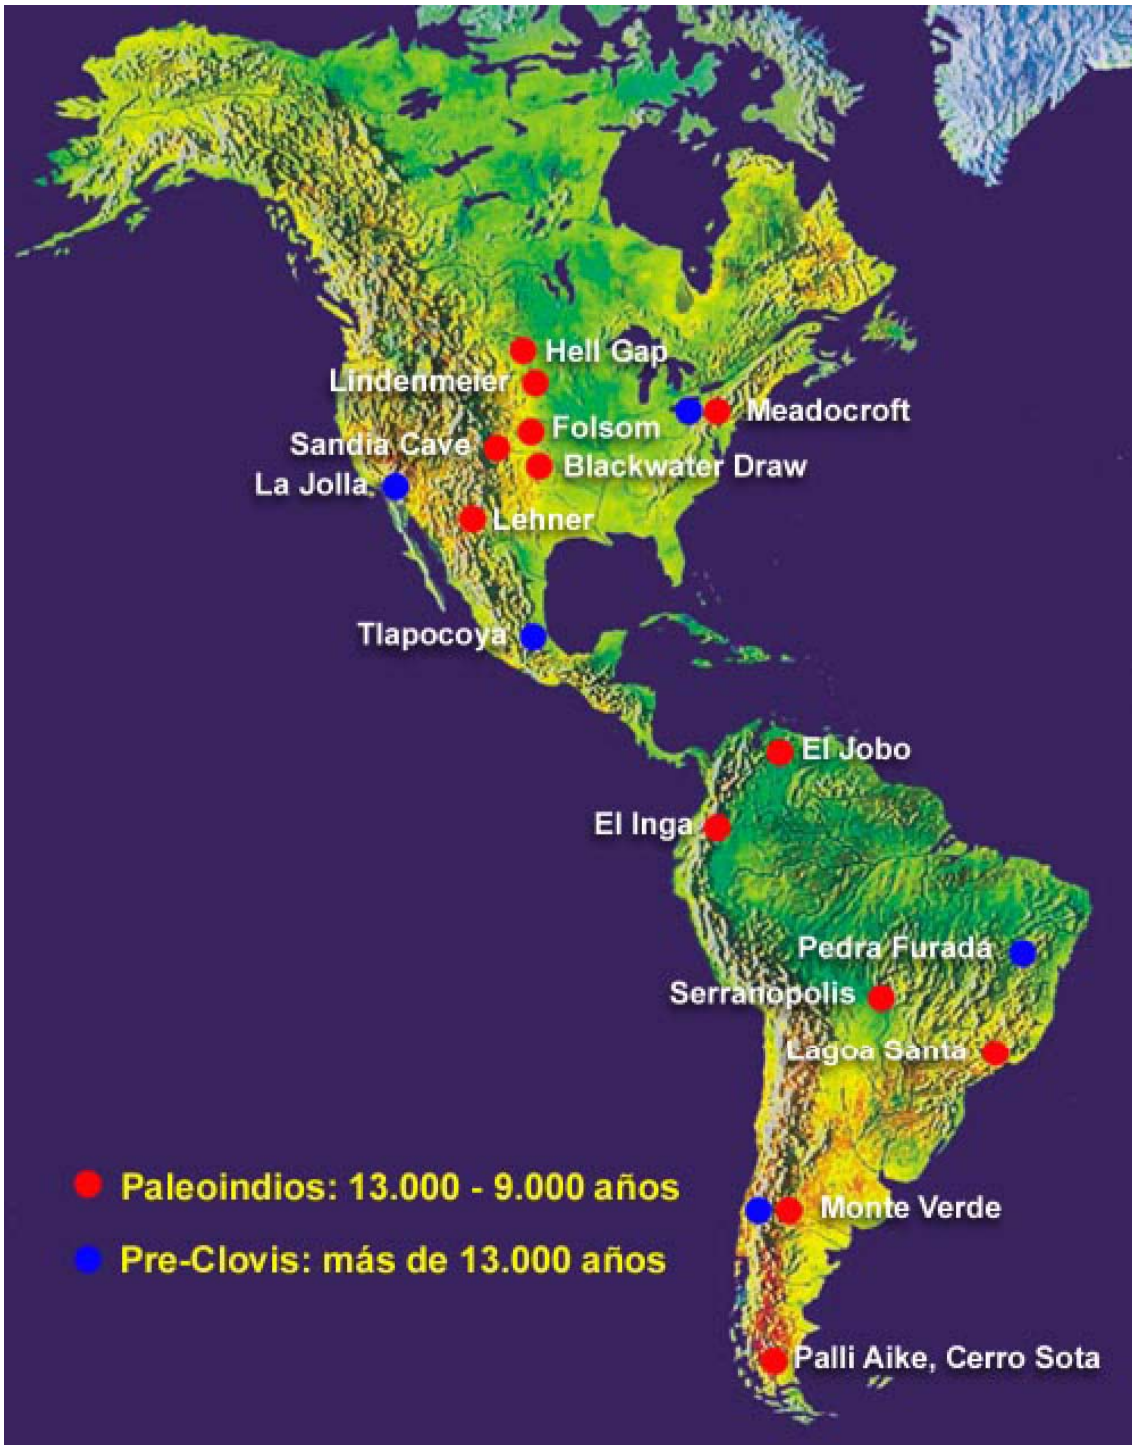 Hell Gap
Lindenmeier
Meadocroft
Folsom
Sandia Cave
Blackwater Draw
La Jolla
Lehner
Tlapocoya
El Jobo
El Inga
Pedra Furada
Serranopolis
Lagoa Santa
Paleoindios: 13.000 - 9.000 años
Monte Verde
Pre-Clovis: más de 13.000 años
Palli Aike, Cerro Sota